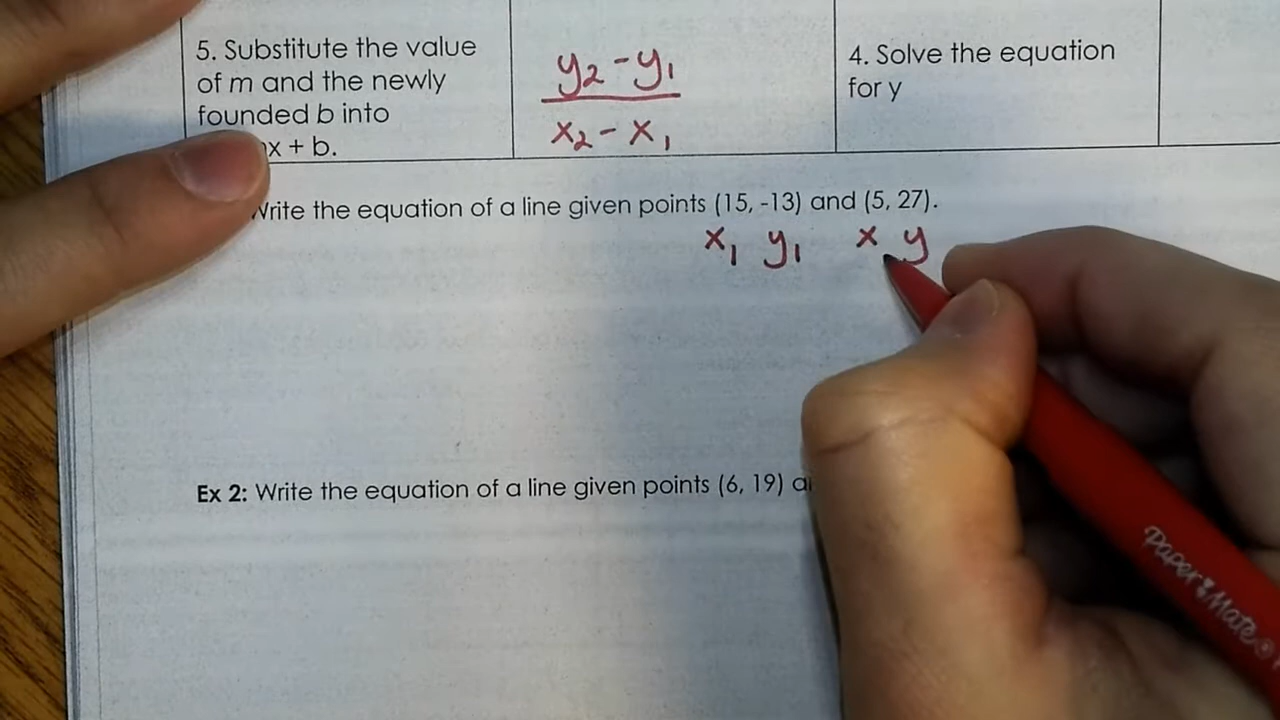 5. Substitute the value
of m and the newly
founded b into
x + b.
y₂ - y₁
x₂ - x₁
4. Solve the equation
for y
Write the equation of a line given points (15, -13) and (5, 27).
x₁ y₁ x y
Ex 2: Write the equation of a line given points (6, 19)
Paper Mate